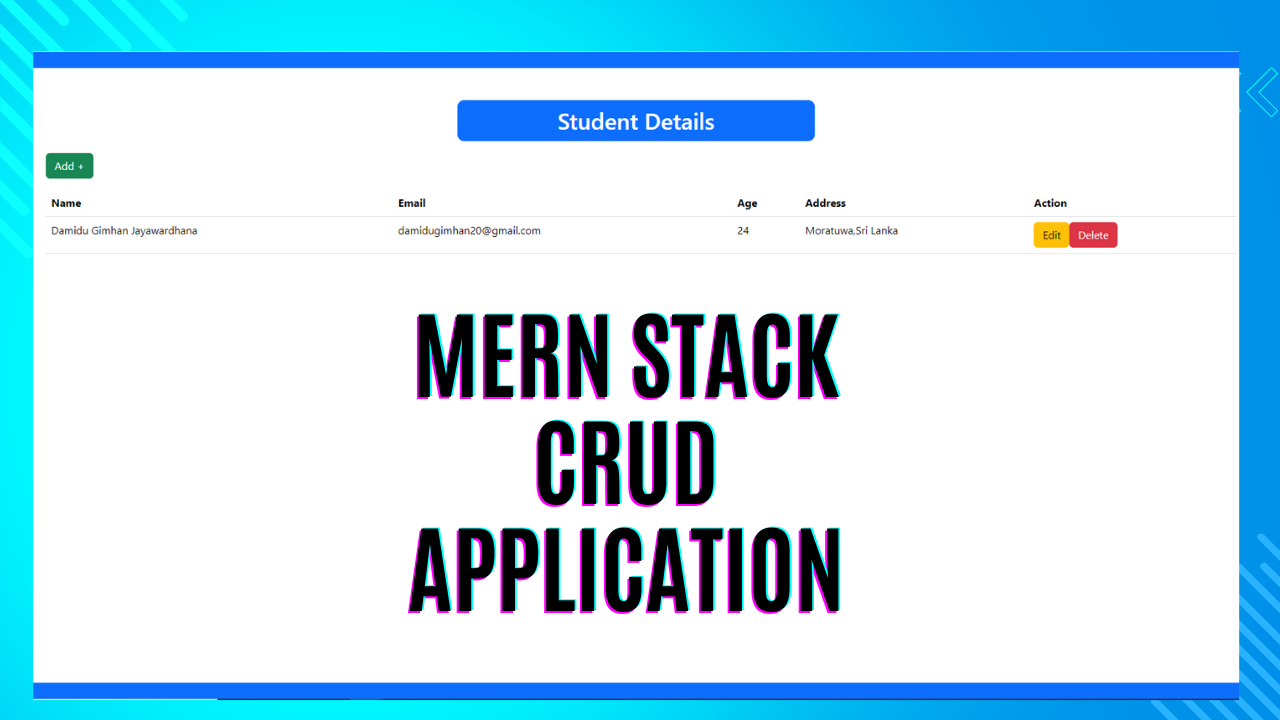 Student Details
Add +
Name Email Age Address Action
Damidu Gimhan Jayawardhana damidugimhan20@gmail.com 24 Moratuwa,Sri Lanka Edit Delete
MERN STACK
CRUD
APPLICATION